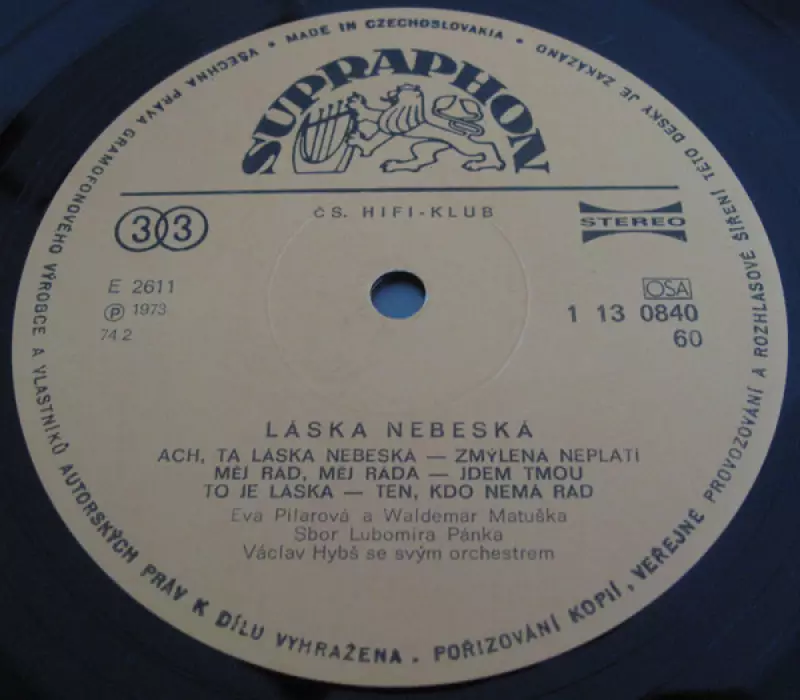 VŠECHNA PRÁVA GRAMOFONOVÉHO VÝROBCE A VLASTNÍKŮ AUTORSKÝCH PRÁV K DÍLU VYHRAŽENA. POŘIZOVÁNÍ KOPIÍ, VEŘEJNÉ PROVOZOVÁNÍ A ROZHLASOVÉ ŠÍŘENÍ TÉTO DESKY JE ZAKÁZÁNO • MADE IN CZECHOSLOVAKIA •
SUPRAPHON
ČS. HIFI-KLUB
33
STEREO
E 2611
Ⓟ 1973
74 2
OSA
1 13 0840
60
LÁSKA NEBESKÁ
ACH, TA LÁSKA NEBESKÁ — ZMÝLENÁ NEPLATÍ
MĚJ RÁD, MĚJ RÁDA — JDEM TMOU
TO JE LÁSKA — TEN, KDO NEMÁ RÁD
Eva Pilarová a Waldemar Matuška
Sbor Lubomíra Pánka
Václav Hybš se svým orchestrem